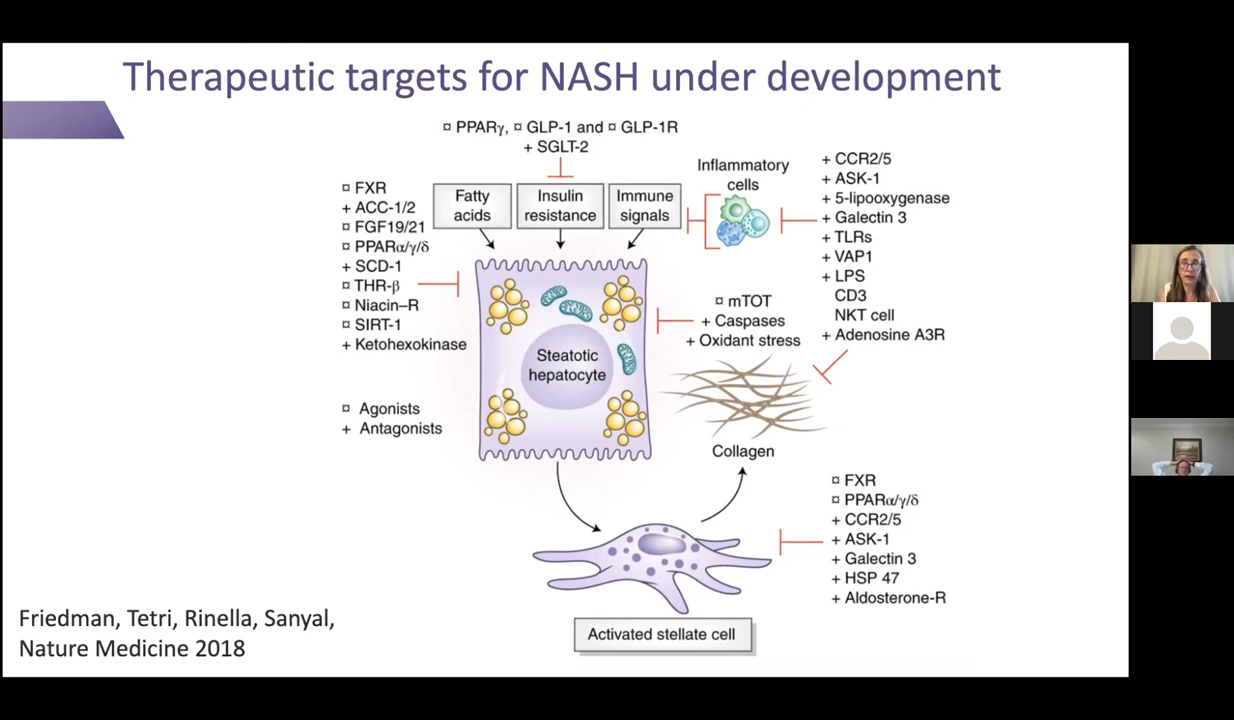 Therapeutic targets for NASH under development
¤ PPARγ, ¤ GLP-1 and ¤ GLP-1R
+ SGLT-2
Fatty
acids
Insulin
resistance
Immune
signals
Inflammatory
cells
¤ FXR
+ ACC-1/2
¤ FGF19/21
¤ PPARα/γ/δ
+ SCD-1
¤ THR-β
¤ Niacin–R
¤ SIRT-1
+ Ketohexokinase
¤ Agonists
+ Antagonists
Steatotic
hepatocyte
¤ mTOT
+ Caspases
+ Oxidant stress
+ CCR2/5
+ ASK-1
+ 5-lipooxygenase
+ Galectin 3
+ TLRs
+ VAP1
+ LPS
CD3
NKT cell
+ Adenosine A3R
Collagen
¤ FXR
¤ PPARα/γ/δ
+ CCR2/5
+ ASK-1
+ Galectin 3
+ HSP 47
+ Aldosterone-R
Activated stellate cell
Friedman, Tetri, Rinella, Sanyal,
Nature Medicine 2018